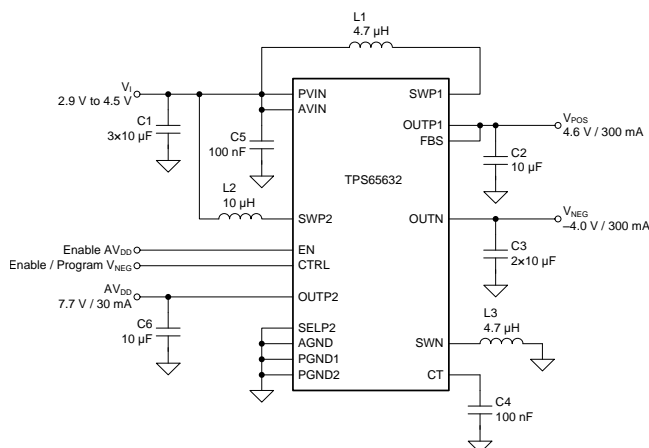 L1
4.7 µH
VI
2.9 V to 4.5 V
C1
3×10 µF
C5
100 nF
L2
10 µH
Enable AVDD
Enable / Program VNEG
AVDD
7.7 V / 30 mA
C6
10 µF
PVIN
AVIN
SWP2
EN
CTRL
OUTP2
SELP2
AGND
PGND1
PGND2
TPS65632
SWP1
OUTP1
FBS
OUTN
SWN
CT
VPOS
4.6 V / 300 mA
C2
10 µF
VNEG
–4.0 V / 300 mA
C3
2×10 µF
L3
4.7 µH
C4
100 nF